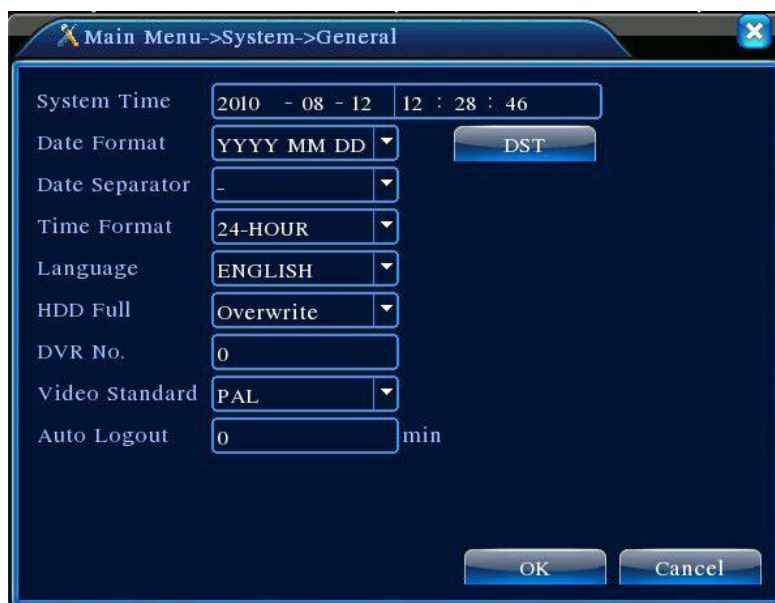 Main Menu->System->General
System Time 2010 - 08 - 12 12 : 28 : 46
Date Format YYYY MM DD DST
Date Separator -
Time Format 24-HOUR
Language ENGLISH
HDD Full Overwrite
DVR No. 0
Video Standard PAL
Auto Logout 0 min
OK Cancel